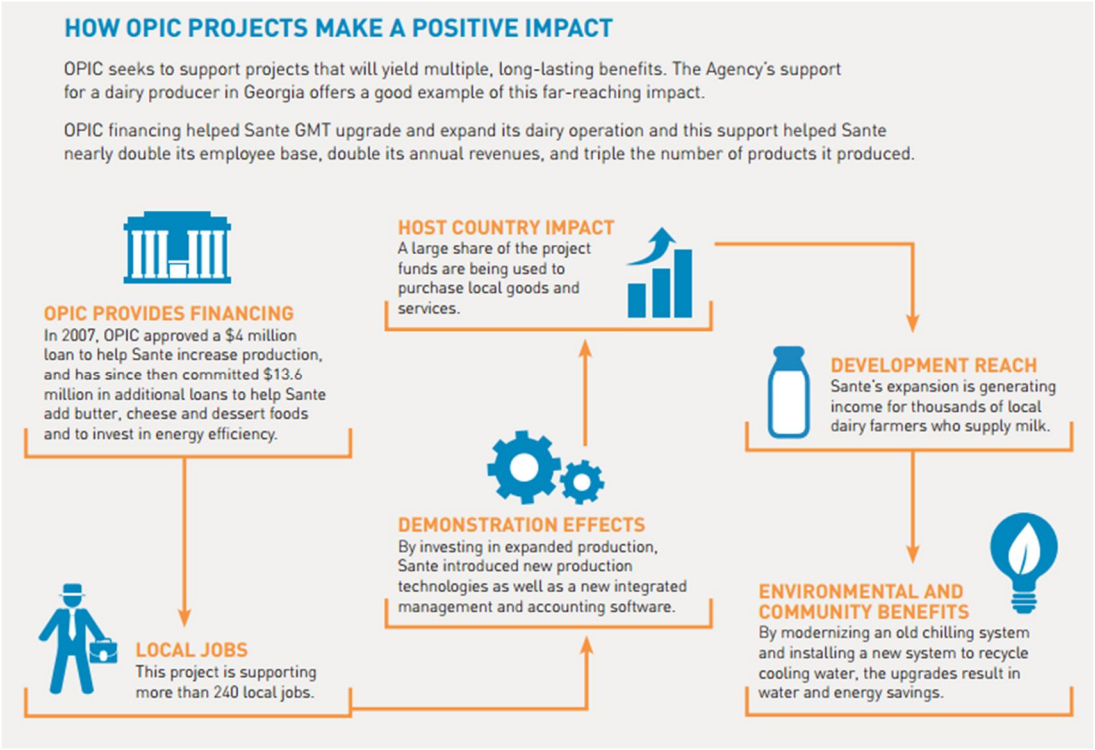 HOW OPIC PROJECTS MAKE A POSITIVE IMPACT
OPIC seeks to support projects that will yield multiple, long-lasting benefits. The Agency's support
for a dairy producer in Georgia offers a good example of this far-reaching impact.
OPIC financing helped Sante GMT upgrade and expand its dairy operation and this support helped Sante
nearly double its employee base, double its annual revenues, and triple the number of products it produced.
OPIC PROVIDES FINANCING
In 2007, OPIC approved a $4 million
loan to help Sante increase production,
and has since then committed $13.6
million in additional loans to help Sante
add butter, cheese and dessert foods
and to invest in energy efficiency.
LOCAL JOBS
This project is supporting
more than 240 local jobs.
DEMONSTRATION EFFECTS
By investing in expanded production,
Sante introduced new production
technologies as well as a new integrated
management and accounting software.
HOST COUNTRY IMPACT
A large share of the project
funds are being used to
purchase local goods and
services.
DEVELOPMENT REACH
Sante's expansion is generating
income for thousands of local
dairy farmers who supply milk.
ENVIRONMENTAL AND
COMMUNITY BENEFITS
By modernizing an old chilling system
and installing a new system to recycle
cooling water, the upgrades result in
water and energy savings.